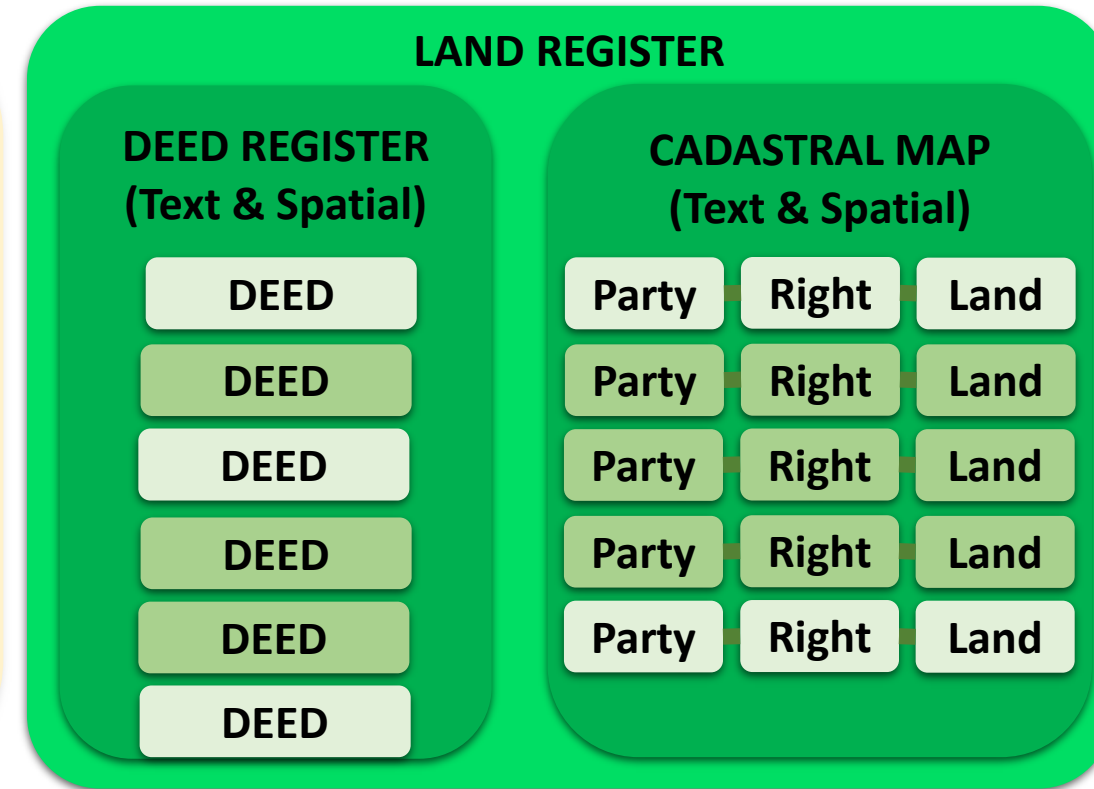 LAND REGISTER
DEED REGISTER
(Text & Spatial)
DEED
DEED
DEED
DEED
DEED
DEED
CADASTRAL MAP
(Text & Spatial)
Party Right Land
Party Right Land
Party Right Land
Party Right Land
Party Right Land